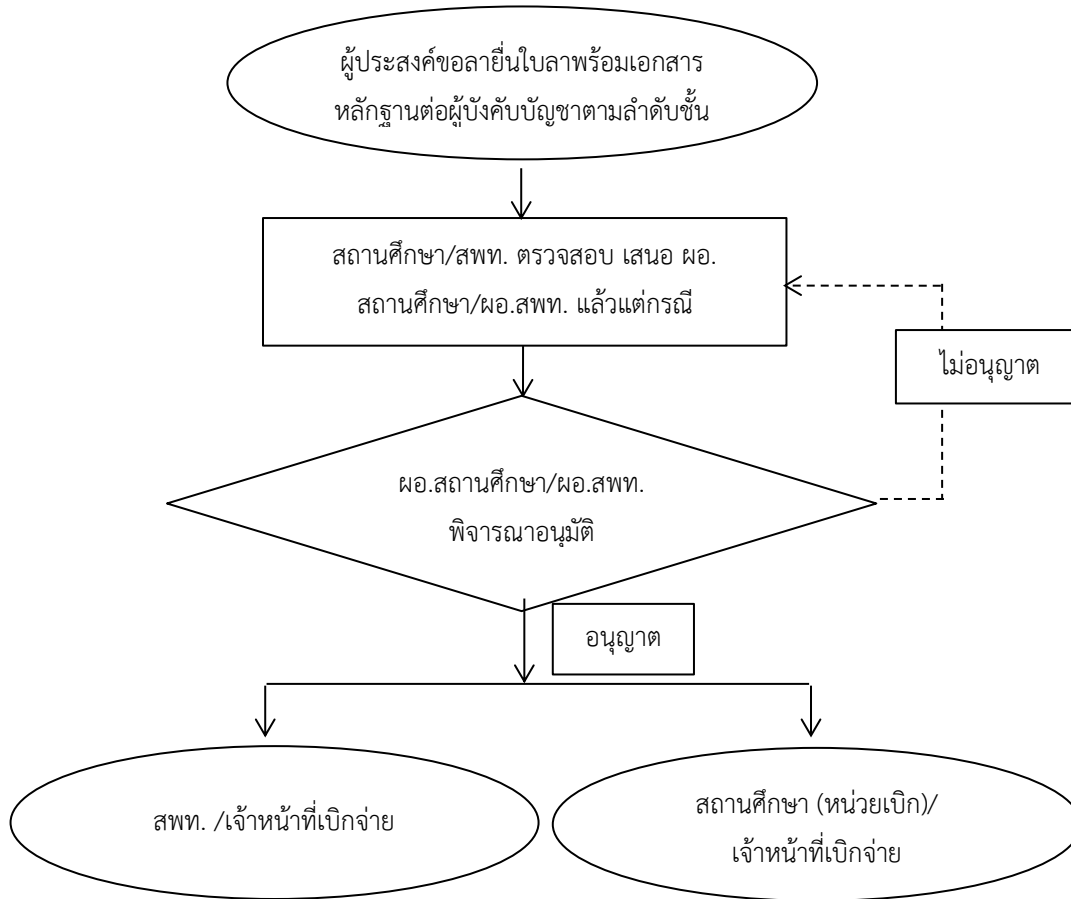 ผู้ประสงค์ขอลายื่นใบลาพร้อมเอกสาร
หลักฐานต่อผู้บังคับบัญชาตามลำดับชั้น
สถานศึกษา/สพท. ตรวจสอบ เสนอ ผอ.
สถานศึกษา/ผอ.สพท. แล้วแต่กรณี
ไม่อนุญาต
ผอ.สถานศึกษา/ผอ.สพท.
พิจารณาอนุมัติ
อนุญาต
สพท. /เจ้าหน้าที่เบิกจ่าย
สถานศึกษา (หน่วยเบิก)/
เจ้าหน้าที่เบิกจ่าย